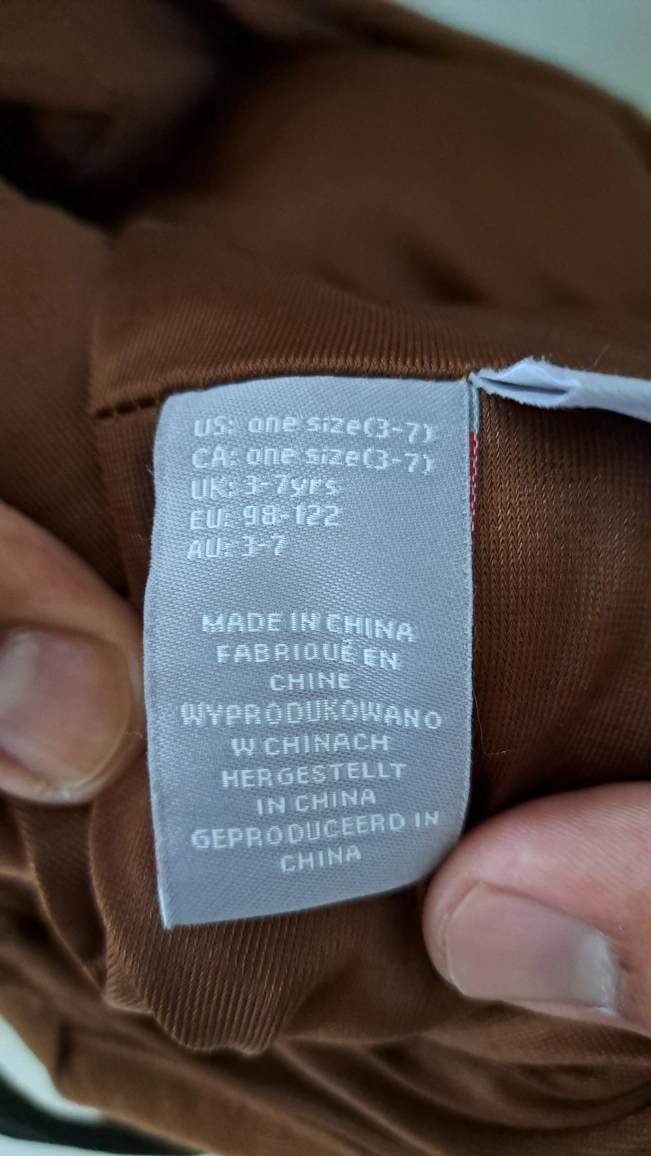 US: one size(3-7)
CA: one size(3-7)
UK: 3-7yrs
EU: 98-122
AU: 3-7
MADE IN CHINA
FABRIQUÉ EN
CHINE
WYPRODUKOWANO
W CHINACH
HERGESTELLT
IN CHINA
GEPRODUCEERD IN
CHINA